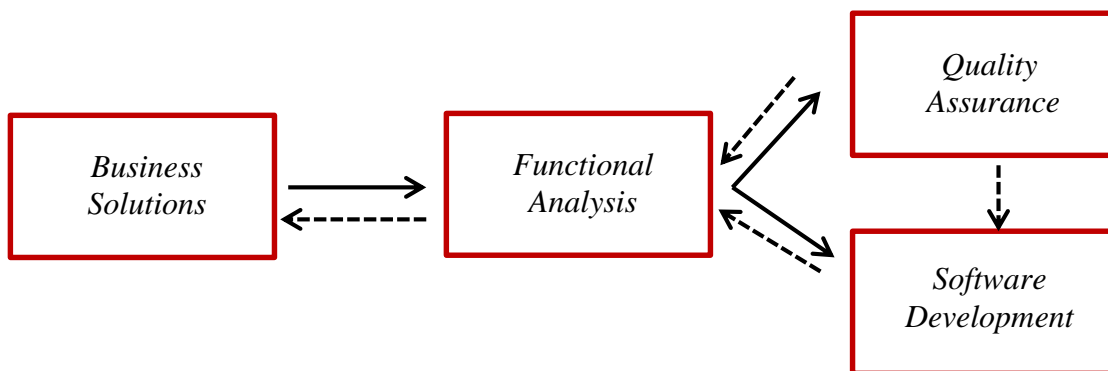 Business
Solutions
Functional
Analysis
Quality
Assurance
Software
Development